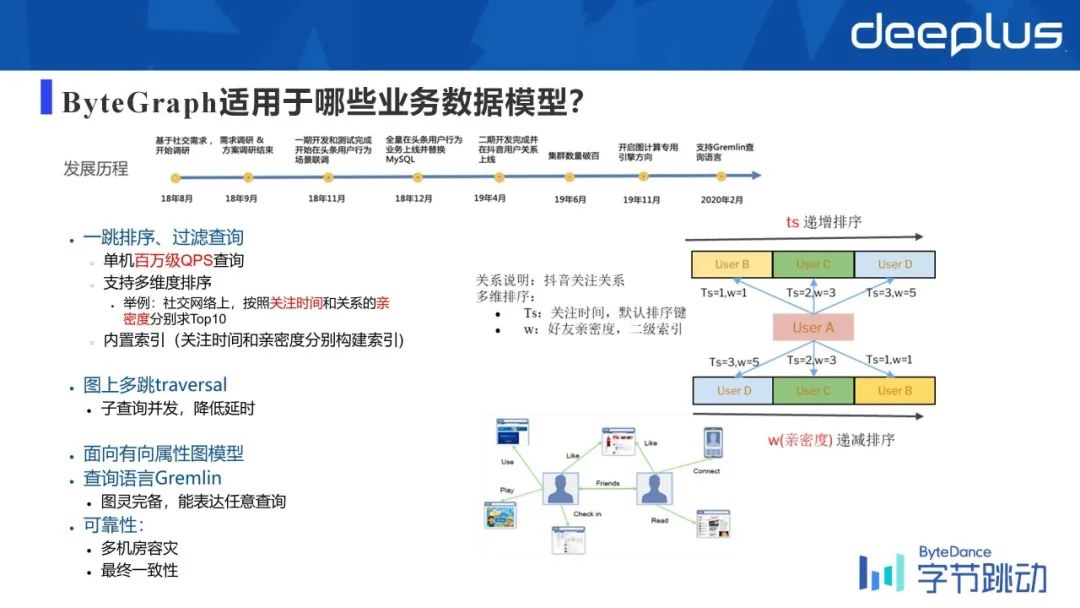 deeplus
ByteGraph适用于哪些业务数据模型？
发展历程
基于社交需求，
开始调研
需求调研 &
方案调研结束
一期开发和测试完成
开始在头条用户行为
场景联调
全量在头条用户行为
业务上线并替换
MySQL
二期开发完成并
在抖音用户关系
上线
集群数量破百
开启图计算专用
引擎方向
支持Gremlin查
询语言
18年8月
18年9月
18年11月
18年12月
19年4月
19年6月
19年11月
2020年2月
一跳排序、过滤查询
单机百万级QPS查询
支持多维度排序
举例：社交网络上，按照关注时间和关系的亲
密度分别求Top10
内置索引（关注时间和亲密度分别构建索引)
图上多跳traversal
子查询并发，降低延时
面向有向属性图模型
查询语言Gremlin
图灵完备，能表达任意查询
可靠性：
多机房容灾
最终一致性
关系说明：抖音关注关系
多维排序：
Ts：关注时间，默认排序键
w：好友亲密度，二级索引
ts 递增排序
User B
User C
User D
Ts=1,w=1
Ts=2,w=3
Ts=3,w=5
User A
Ts=3,w=5
Ts=2,w=3
Ts=1,w=1
User D
User C
User B
w(亲密度) 递减排序
Use
Like
Like
Connect
Play
Friends
Check in
Read
ByteDance
字节跳动